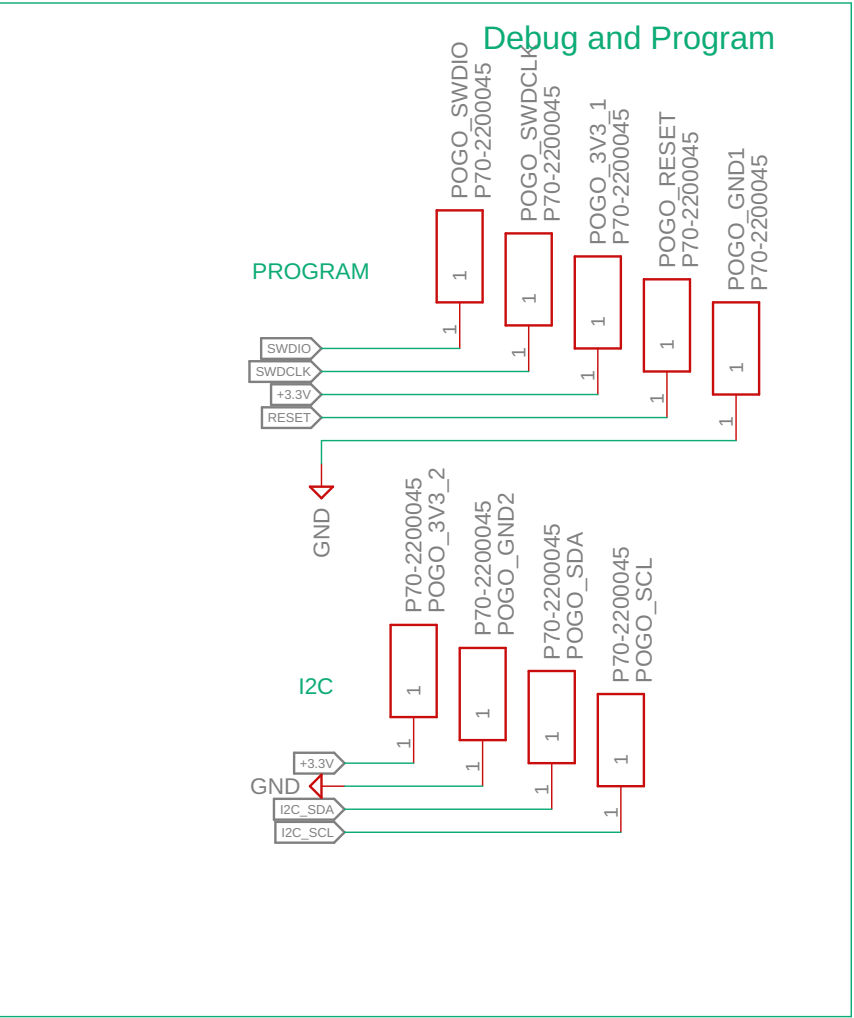 Debug and Program
POGO_SWDIO
P70-2200045
POGO_SWDCLK
P70-2200045
POGO_3V3_1
P70-2200045
POGO_RESET
P70-2200045
POGO_GND1
P70-2200045
PROGRAM
1
1
1
1
1
1
1
1
1
1
SWDIO
SWDCLK
+3.3V
RESET
GND
P70-2200045
POGO_3V3_2
P70-2200045
POGO_GND2
P70-2200045
POGO_SDA
P70-2200045
POGO_SCL
I2C
1
1
1
1
1
1
1
1
+3.3V
GND
I2C_SDA
I2C_SCL